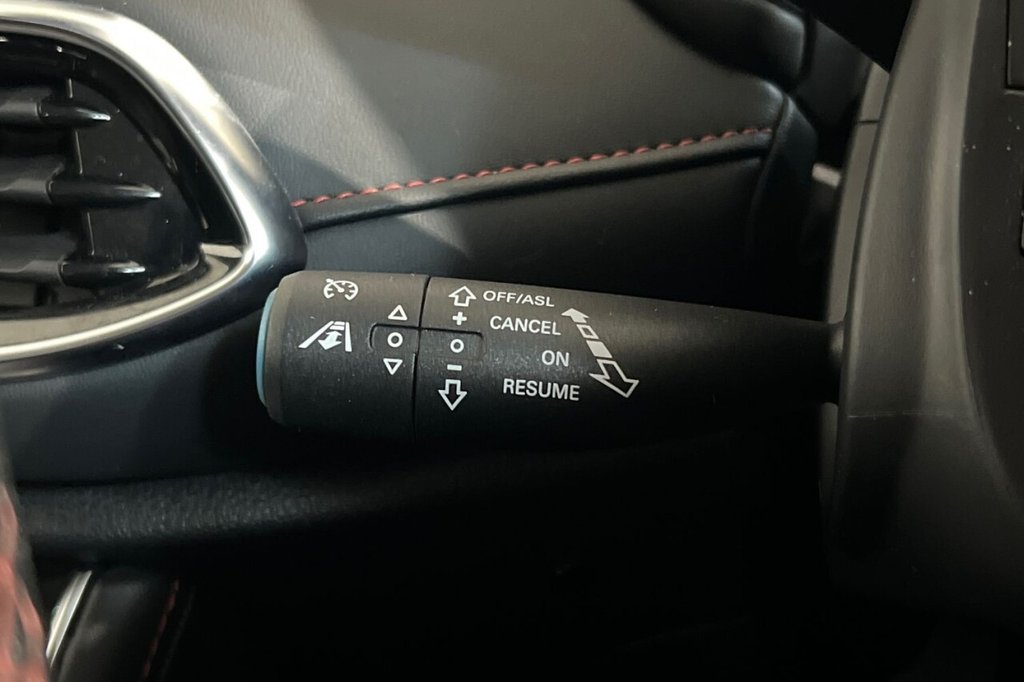 OFF/ASL
+
CANCEL
ON
-
RESUME